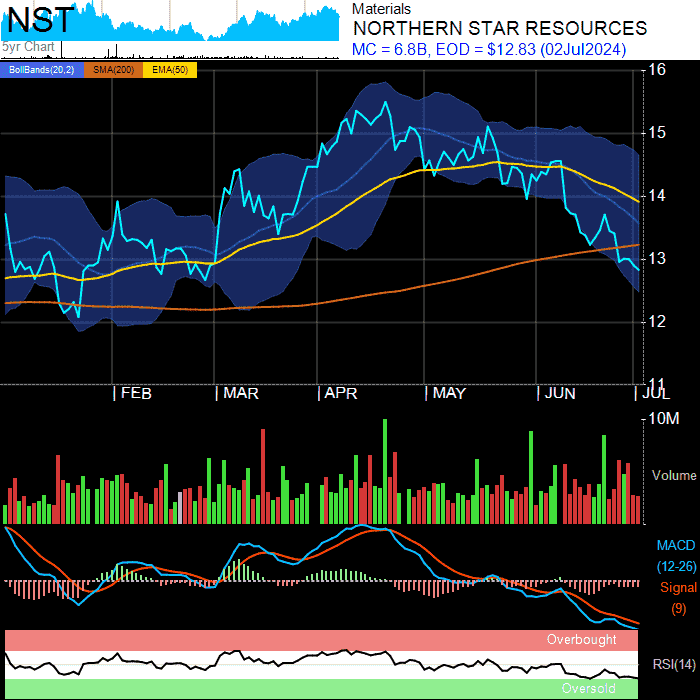 NST
5yr Chart
Materials
NORTHERN STAR RESOURCES
MC = 6.8B, EOD = $12.83 (02Jul2024)
BollBands(20,2) SMA(200) EMA(50)
16
15
14
13
12
11
FEB MAR APR MAY JUN JUL
10M
Volume
MACD
(12-26)
Signal
(9)
Overbought
RSI(14)
Oversold